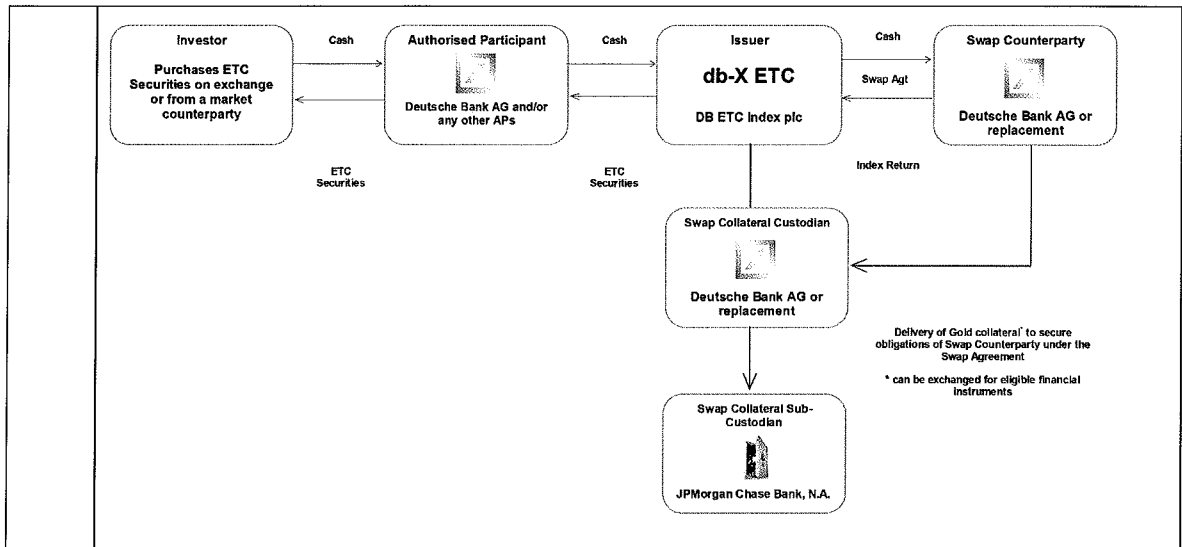 Investor
Purchases ETC
Securities on exchange
or from a market
counterparty
Cash
Authorised Participant
Deutsche Bank AG and/or
any other APs
Cash
Issuer
db-X ETC
DB ETC Index plc
Cash
Swap Agt
Swap Counterparty
Deutsche Bank AG or
replacement
ETC
Securities
ETC
Securities
Index Return
Swap Collateral Custodian
Deutsche Bank AG or
replacement
Delivery of Gold collateral* to secure
obligations of Swap Counterparty under the
Swap Agreement
* can be exchanged for eligible financial
instruments
Swap Collateral Sub-
Custodian
JPMorgan Chase Bank, N.A.